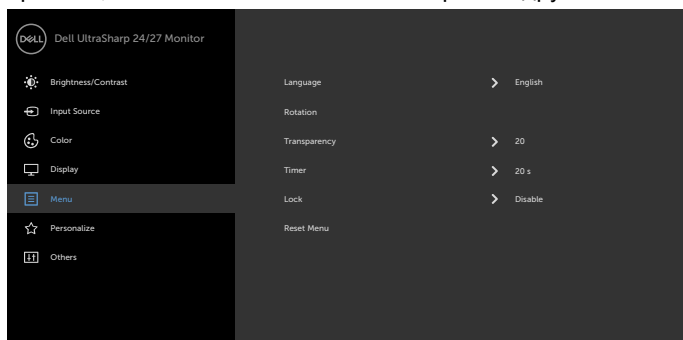 DELL Dell UltraSharp 24/27 Monitor
Brightness/Contrast
Input Source
Color
Display
Menu
Personalize
Others
Language English
Rotation
Transparency 20
Timer 20 s
Lock Disable
Reset Menu